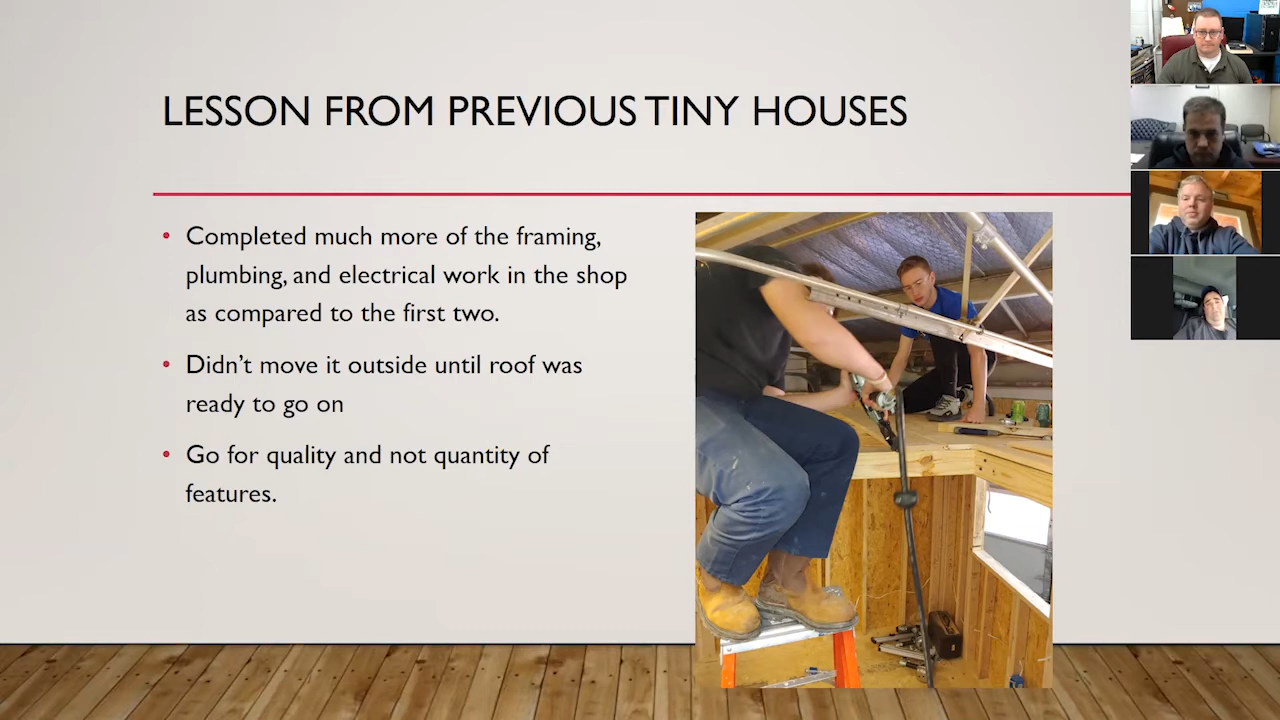 LESSON FROM PREVIOUS TINY HOUSES
• Completed much more of the framing,
plumbing, and electrical work in the shop
as compared to the first two.
• Didn’t move it outside until roof was
ready to go on
• Go for quality and not quantity of
features.